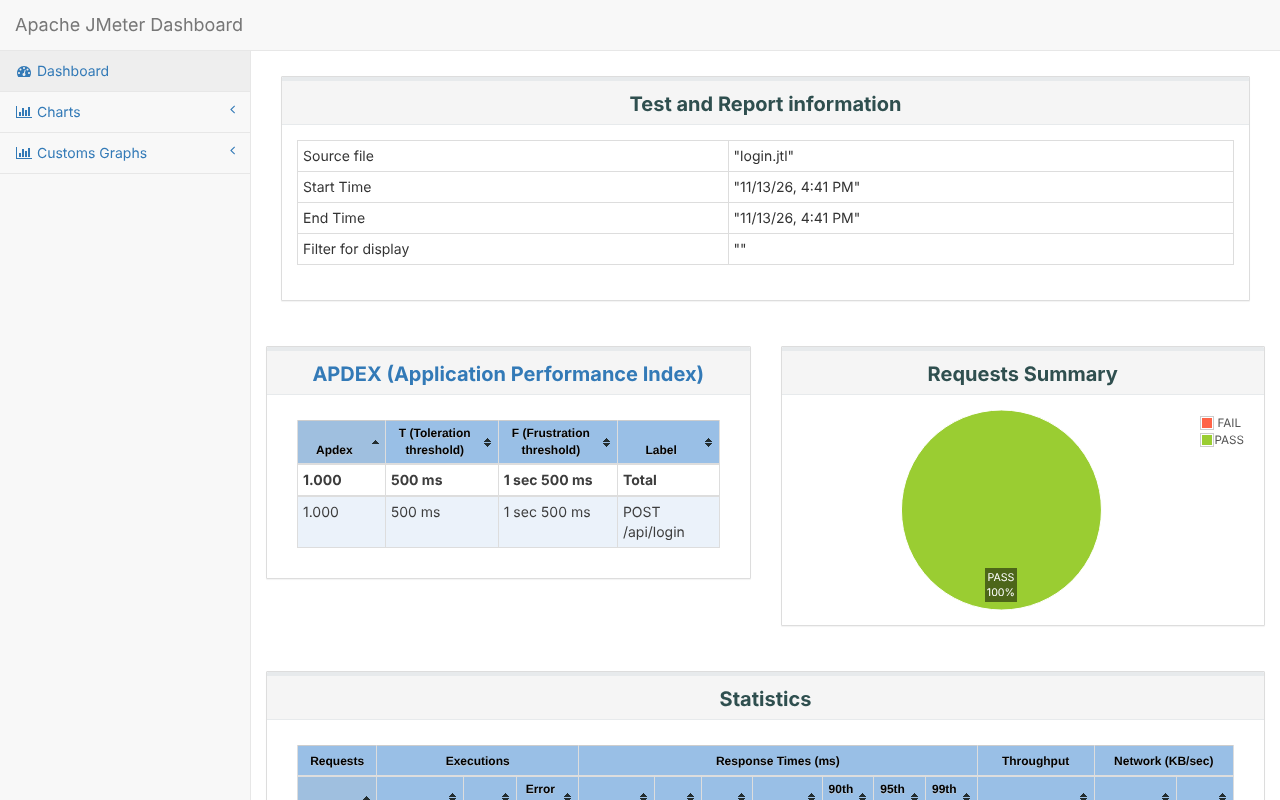 Apache JMeter Dashboard
Dashboard
Charts
Customs Graphs
Test and Report information
Source file "login.jtl"
Start Time "11/13/26, 4:41 PM"
End Time "11/13/26, 4:41 PM"
Filter for display ""
APDEX (Application Performance Index)
Apdex T (Toleration threshold) F (Frustration threshold) Label
1.000 500 ms 1 sec 500 ms Total
1.000 500 ms 1 sec 500 ms POST /api/login
Requests Summary
FAIL
PASS
PASS
100%
Statistics
Requests Executions Response Times (ms) Throughput Network (KB/sec)
Error 90th 95th 99th